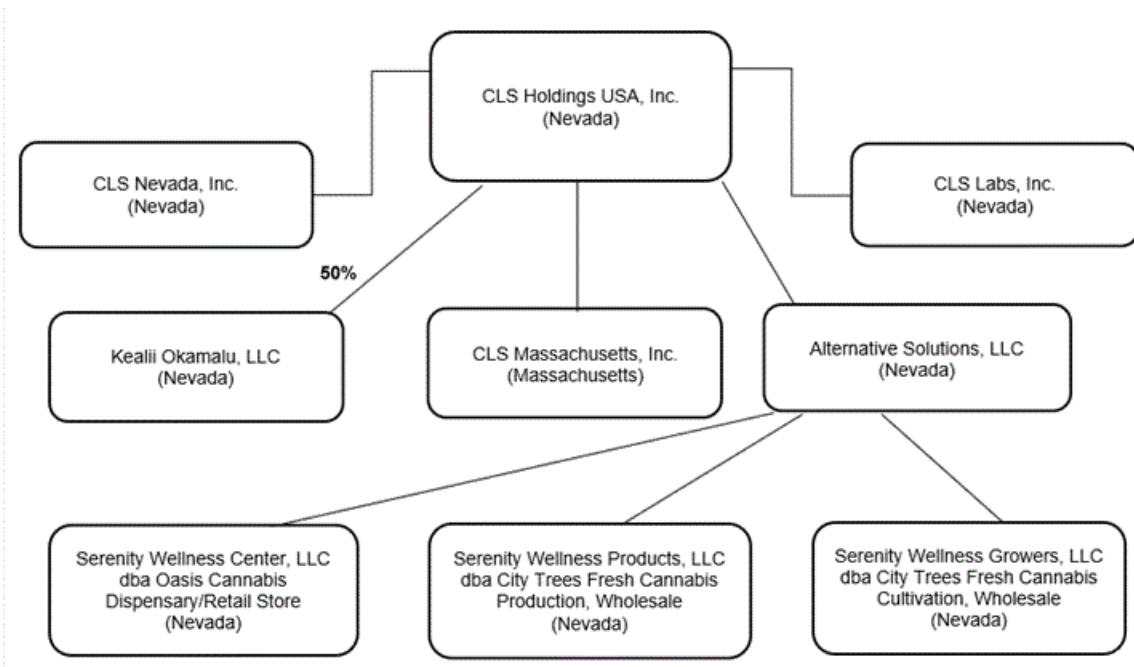 CLS Holdings USA, Inc.
(Nevada)
CLS Nevada, Inc.
(Nevada)
CLS Labs, Inc.
(Nevada)
50%
Kealii Okamalu, LLC
(Nevada)
CLS Massachusetts, Inc.
(Massachusetts)
Alternative Solutions, LLC
(Nevada)
Serenity Wellness Center, LLC
dba Oasis Cannabis
Dispensary/Retail Store
(Nevada)
Serenity Wellness Products, LLC
dba City Trees Fresh Cannabis
Production, Wholesale
(Nevada)
Serenity Wellness Growers, LLC
dba City Trees Fresh Cannabis
Cultivation, Wholesale
(Nevada)